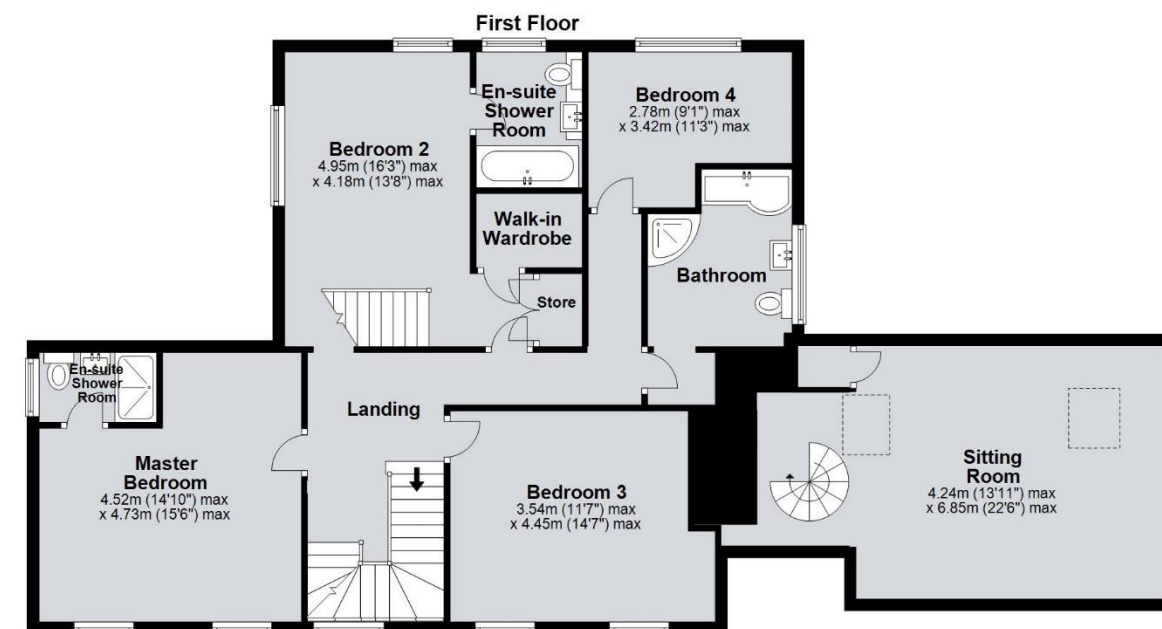 First Floor
En-suite
Shower
Room
Bedroom 4
2.78m (9'1") max
x 3.42m (11'3") max
Bedroom 2
4.95m (16'3") max
x 4.18m (13'8") max
Walk-in
Wardrobe
Bathroom
Store
En-suite
Shower
Room
Landing
Master
Bedroom
4.52m (14'10") max
x 4.73m (15'6") max
Bedroom 3
3.54m (11'7") max
x 4.45m (14'7") max
Sitting
Room
4.24m (13'11") max
x 6.85m (22'6") max